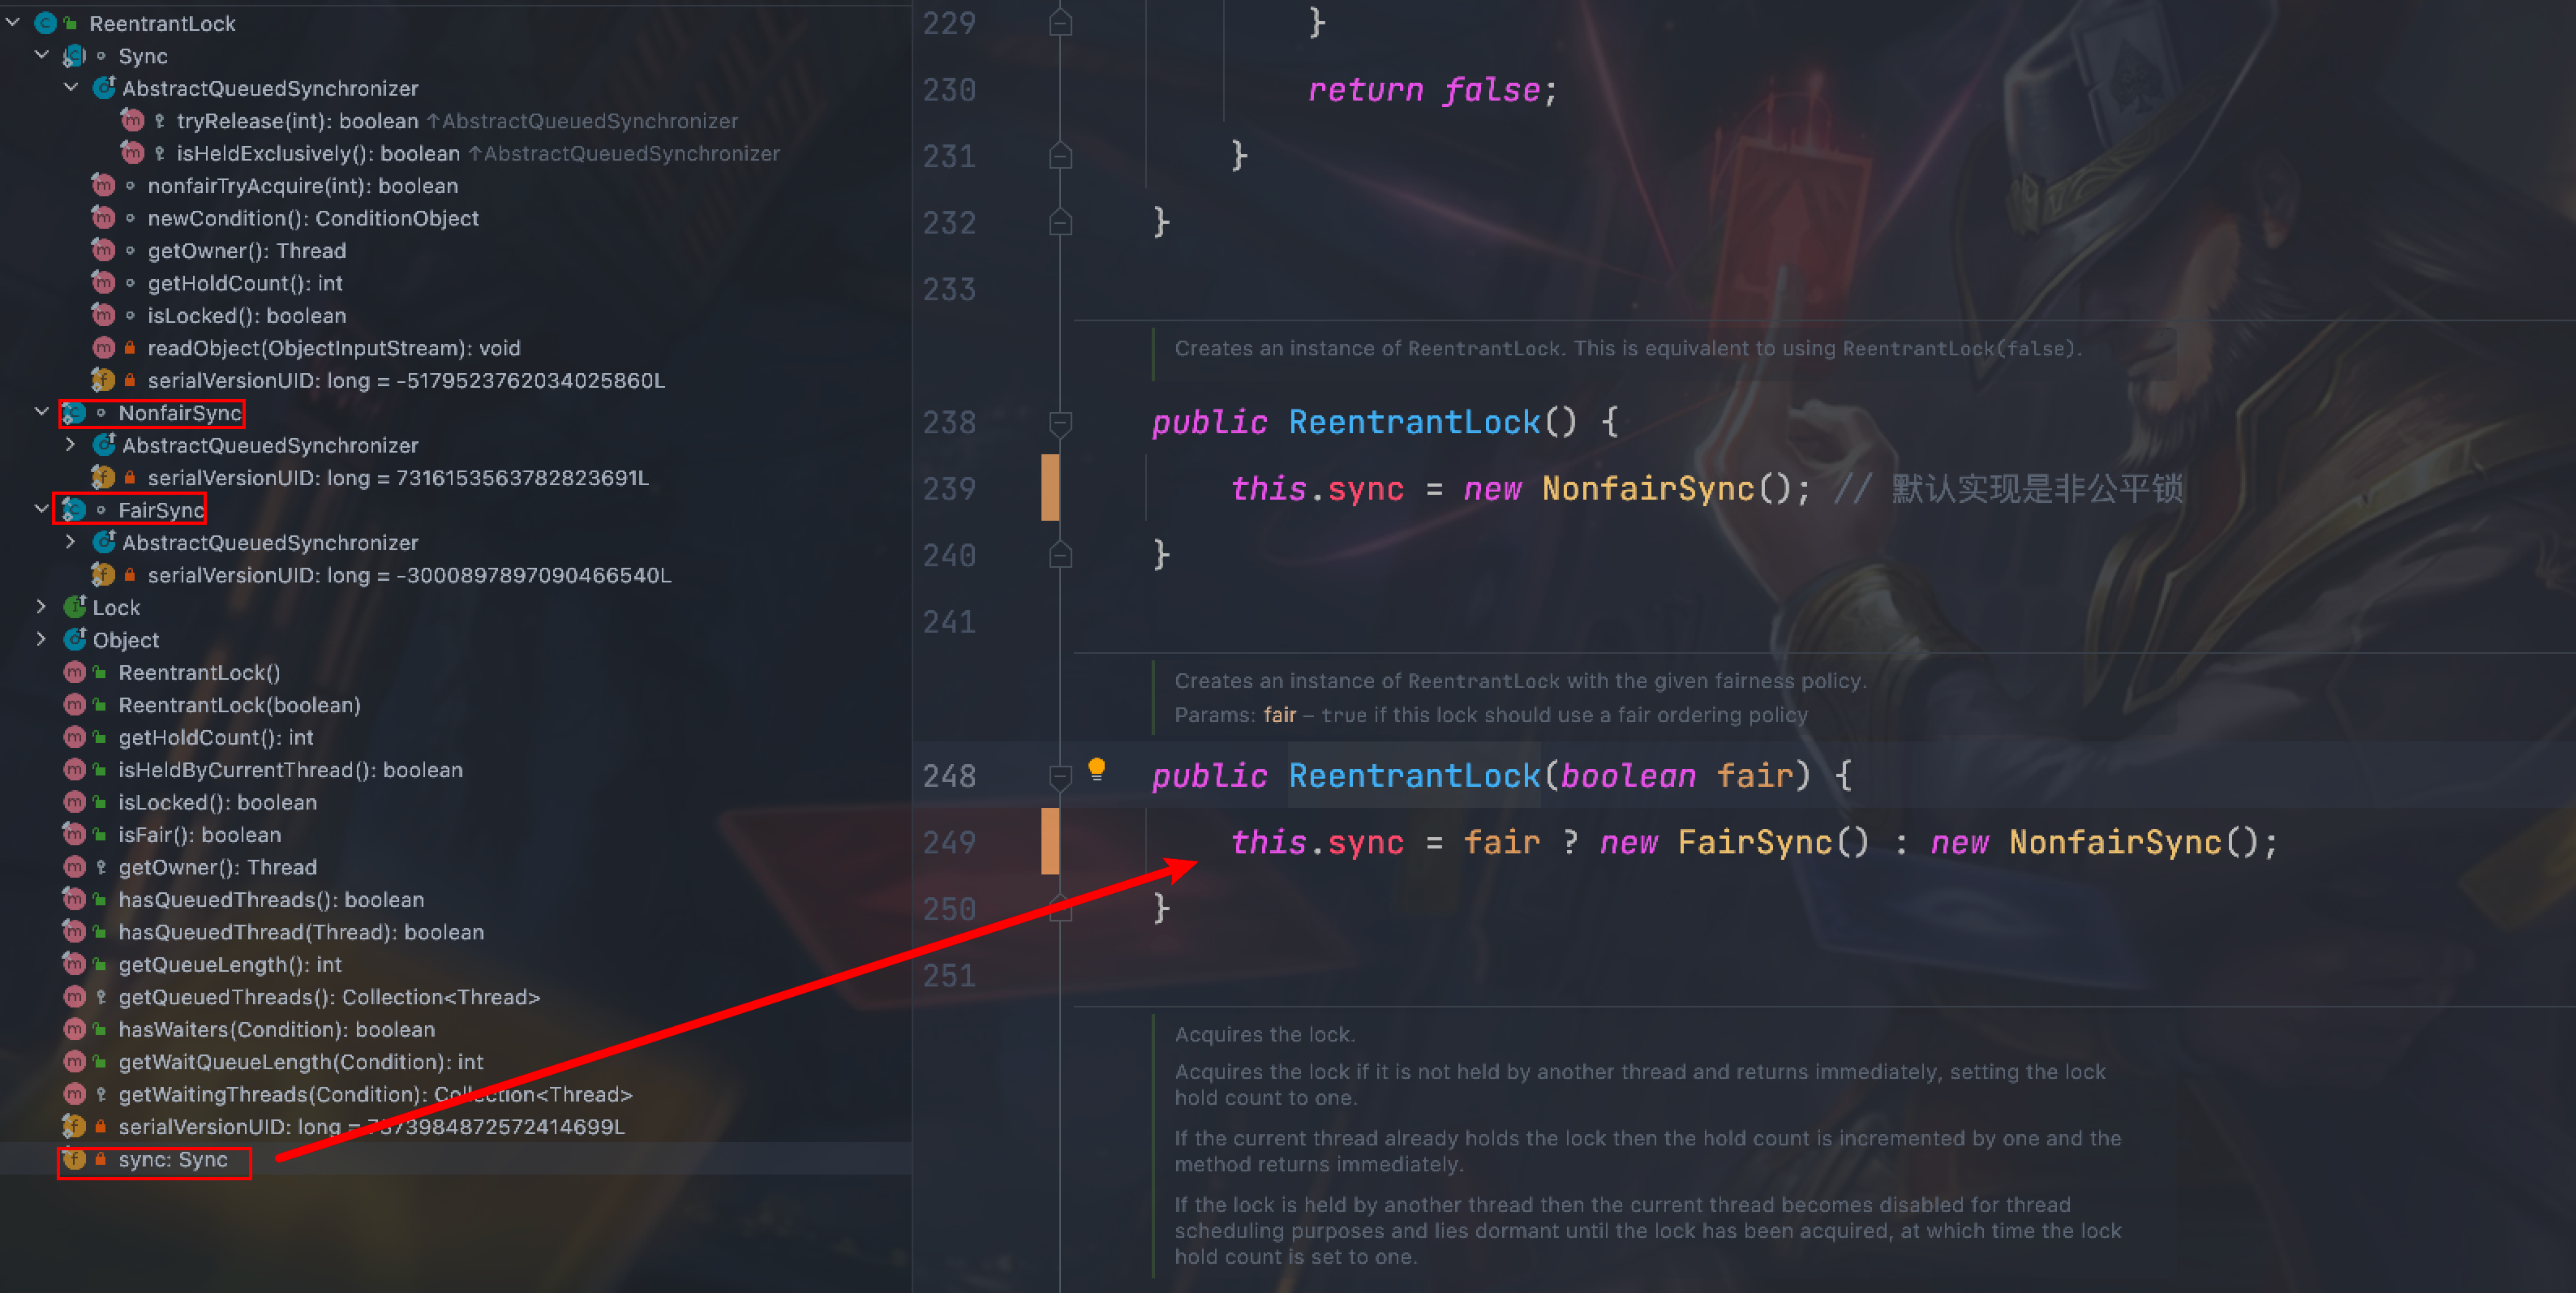 ReentrantLock
Sync
AbstractQueuedSynchronizer
tryRelease(int): boolean ↑AbstractQueuedSynchronizer
isHeldExclusively(): boolean ↑AbstractQueuedSynchronizer
nonfairTryAcquire(int): boolean
newCondition(): ConditionObject
getOwner(): Thread
getHoldCount(): int
isLocked(): boolean
readObject(ObjectInputStream): void
serialVersionUID: long = -5179523762034025860L
NonfairSync
AbstractQueuedSynchronizer
serialVersionUID: long = 7316153563782823691L
FairSync
AbstractQueuedSynchronizer
serialVersionUID: long = -3000897897090466540L
Lock
Object
ReentrantLock()
ReentrantLock(boolean)
getHoldCount(): int
isHeldByCurrentThread(): boolean
isLocked(): boolean
isFair(): boolean
getOwner(): Thread
hasQueuedThreads(): boolean
hasQueuedThread(Thread): boolean
getQueueLength(): int
getQueuedThreads(): Collection<Thread>
hasWaiters(Condition): boolean
getWaitQueueLength(Condition): int
getWaitingThreads(Condition): Collection<Thread>
serialVersionUID: long =
sync: Sync
229 }
230 return false;
231 }
232 }
233
Creates an instance of ReentrantLock. This is equivalent to using ReentrantLock(false).
238 public ReentrantLock() {
239 this.sync = new NonfairSync(); // 默认实现是非公平锁
240 }
241
Creates an instance of ReentrantLock with the given fairness policy.
Params: fair – true if this lock should use a fair ordering policy
248 public ReentrantLock(boolean fair) {
249 this.sync = fair ? new FairSync() : new NonfairSync();
250 }
251
Acquires the lock.
Acquires the lock if it is not held by another thread and returns immediately, setting the lock
hold count to one.
If the current thread already holds the lock then the hold count is incremented by one and the
method returns immediately.
If the lock is held by another thread then the current thread becomes disabled for thread
scheduling purposes and lies dormant until the lock has been acquired, at which time the lock
hold count is set to one.